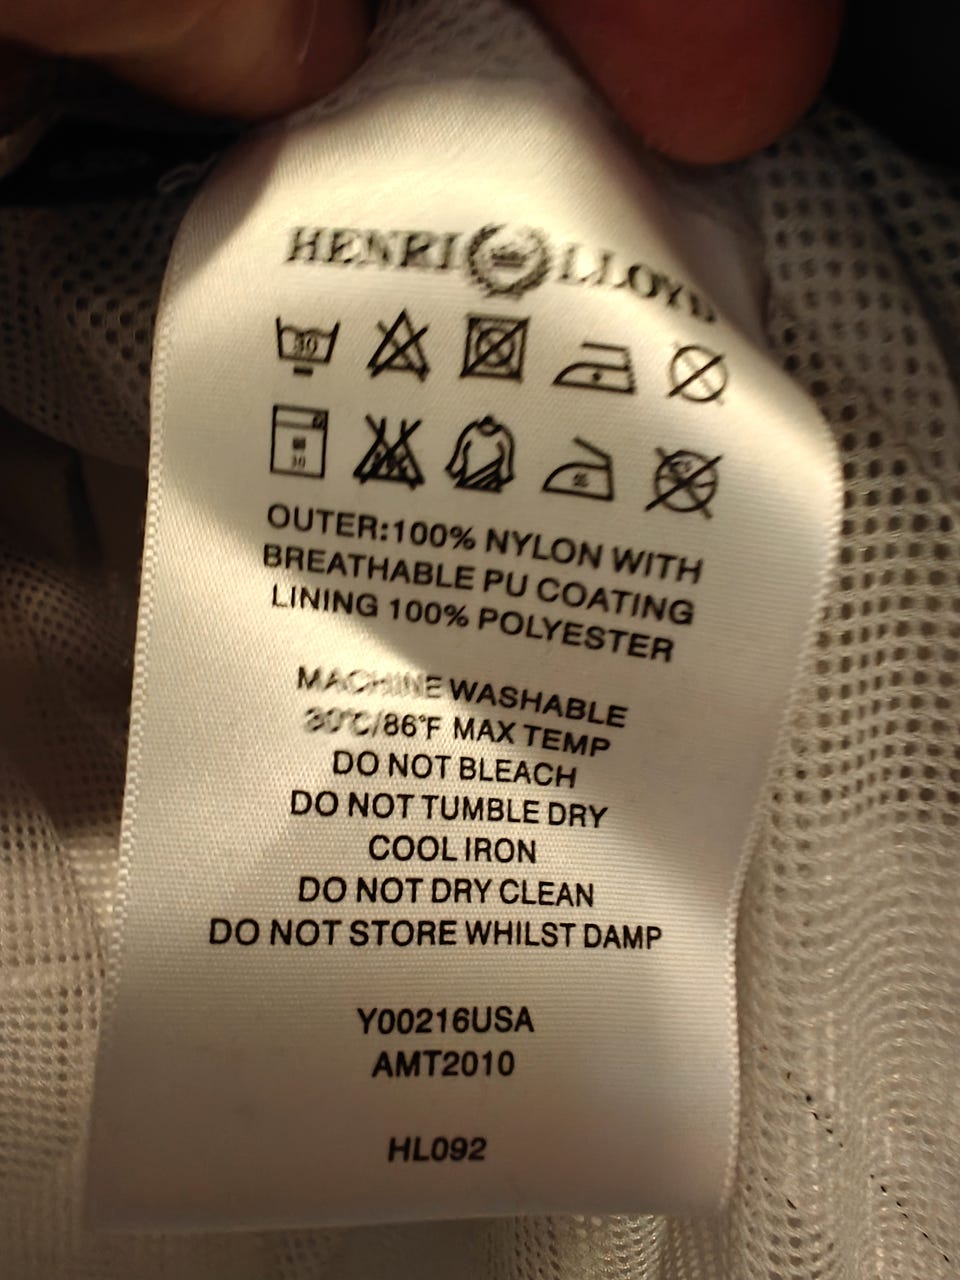 HENRI LLOYD
30
30
OUTER:100% NYLON WITH
BREATHABLE PU COATING
LINING 100% POLYESTER
MACHINE WASHABLE
30°C/86°F MAX TEMP
DO NOT BLEACH
DO NOT TUMBLE DRY
COOL IRON
DO NOT DRY CLEAN
DO NOT STORE WHILST DAMP
Y00216USA
AMT2010
HL092